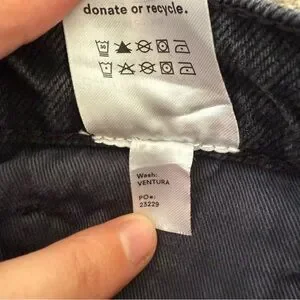 donate or recycle.
Wash:
VENTURA
PO#:
23229